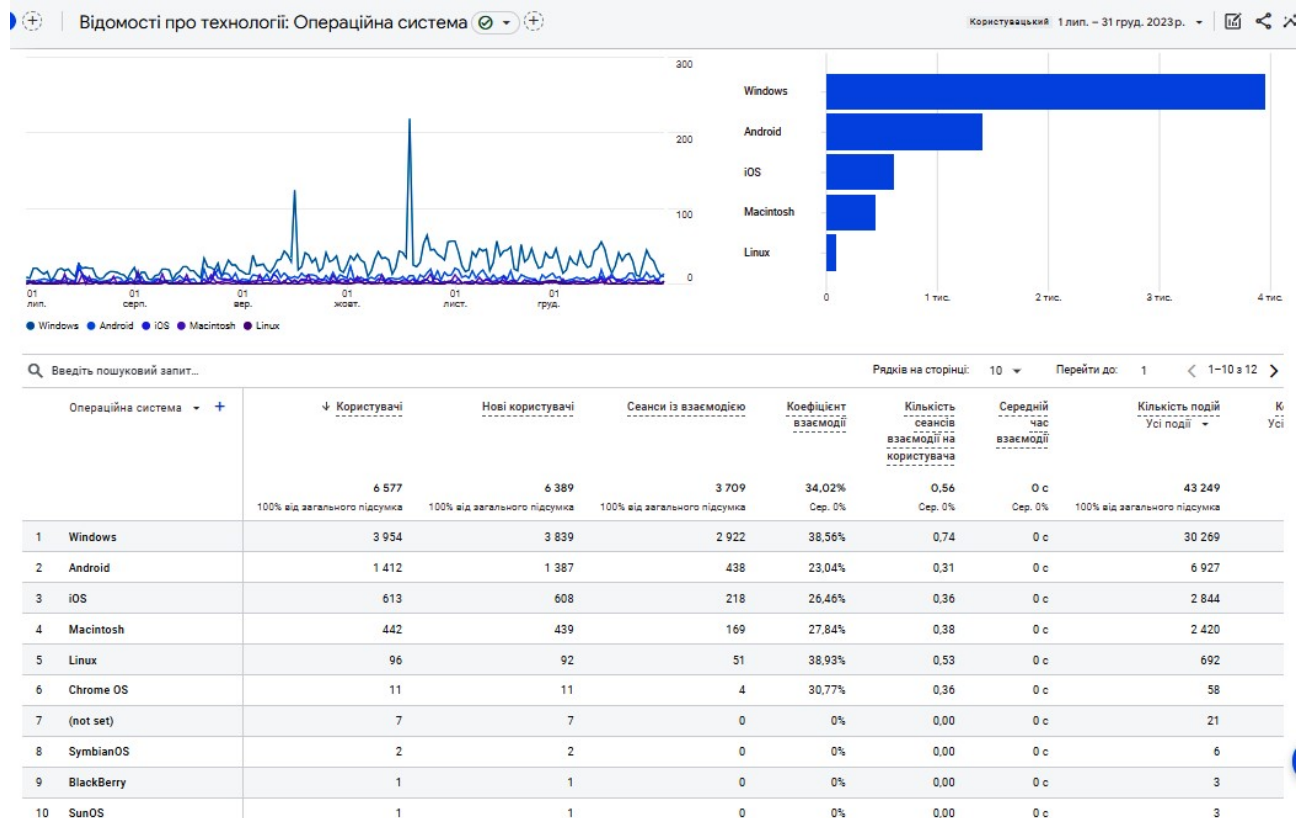 Відомості про технології: Операційна система
Користувацький 1 лип. – 31 груд. 2023 р.
300
200
100
0
01 лип.
01 серп.
01 вер.
01 жовт.
01 лист.
01 груд.
Windows Android iOS Macintosh Linux
Windows
Android
iOS
Macintosh
Linux
0 1 тис. 2 тис. 3 тис. 4 тис.
Введіть пошуковий запит...
Рядків на сторінці: 10 Перейти до: 1 1–10 з 12
Операційна система
Користувачі
Нові користувачі
Сеанси із взаємодією
Коефіцієнт
взаємодії
Кількість
сеансів
взаємодії на
користувача
Середній
час
взаємодії
Кількість подій
Усі події
Усі
6 577 6 389 3 709 34,02% 0,56 0 с 43 249
100% від загального підсумка 100% від загального підсумка 100% від загального підсумка Сер. 0% Сер. 0% Сер. 0% 100% від загального підсумка
1 Windows 3 954 3 839 2 922 38,56% 0,74 0 с 30 269
2 Android 1 412 1 387 438 23,04% 0,31 0 с 6 927
3 iOS 613 608 218 26,46% 0,36 0 с 2 844
4 Macintosh 442 439 169 27,84% 0,38 0 с 2 420
5 Linux 96 92 51 38,93% 0,53 0 с 692
6 Chrome OS 11 11 4 30,77% 0,36 0 с 58
7 (not set) 7 7 0 0% 0,00 0 с 21
8 SymbianOS 2 2 0 0% 0,00 0 с 6
9 BlackBerry 1 1 0 0% 0,00 0 с 3
10 SunOS 1 1 0 0% 0,00 0 с 3